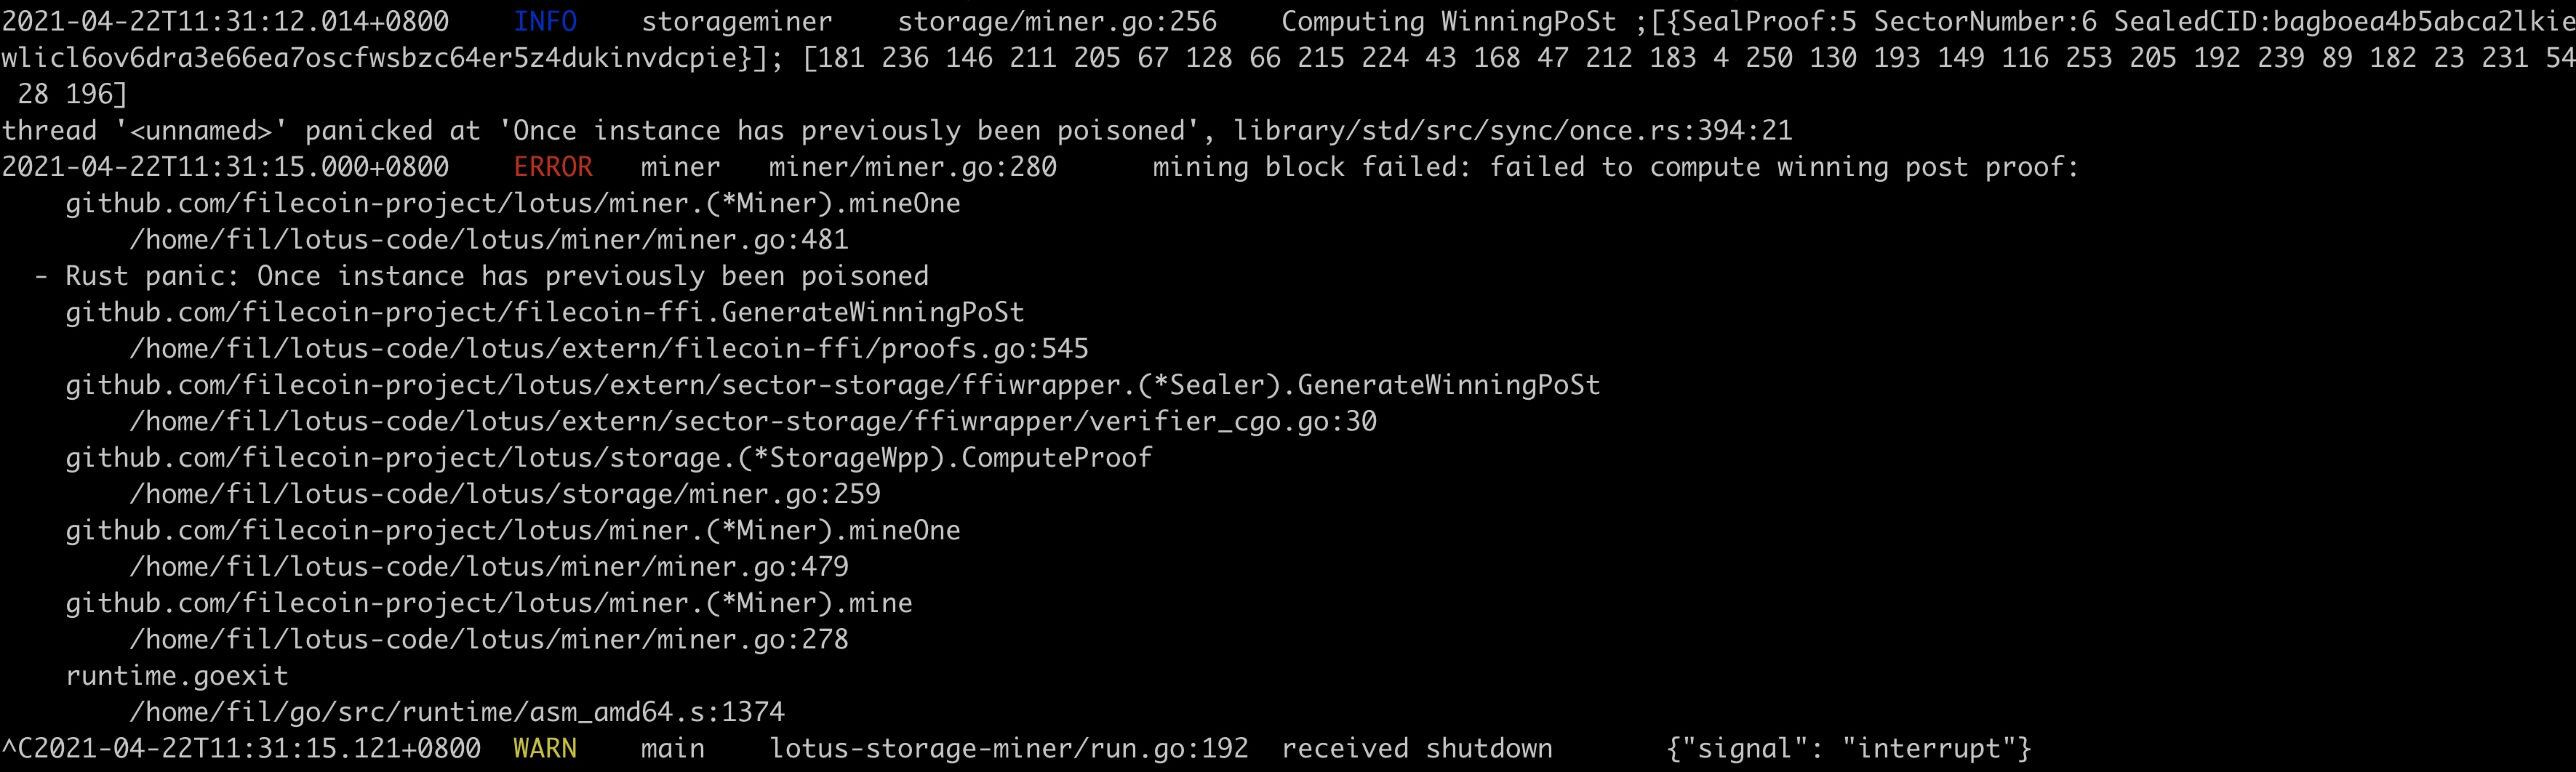 2021-04-22T11:31:12.014+0800    INFO    storageminer    storage/miner.go:256    Computing WinningPoSt ;[{SealProof:5 SectorNumber:6 SealedCID:bagboea4b5abca2lkie
wlicl6ov6dra3e66ea7oscfwsbzc64er5z4dukinvdcpie}]; [181 236 146 211 205 67 128 66 215 224 43 168 47 212 183 4 250 130 193 149 116 253 205 192 239 89 182 23 231 54
 28 196]
thread '<unnamed>' panicked at 'Once instance has previously been poisoned', library/std/src/sync/once.rs:394:21
2021-04-22T11:31:15.000+0800    ERROR   miner   miner/miner.go:280      mining block failed: failed to compute winning post proof:
    github.com/filecoin-project/lotus/miner.(*Miner).mineOne
        /home/fil/lotus-code/lotus/miner/miner.go:481
  - Rust panic: Once instance has previously been poisoned
    github.com/filecoin-project/filecoin-ffi.GenerateWinningPoSt
        /home/fil/lotus-code/lotus/extern/filecoin-ffi/proofs.go:545
    github.com/filecoin-project/lotus/extern/sector-storage/ffiwrapper.(*Sealer).GenerateWinningPoSt
        /home/fil/lotus-code/lotus/extern/sector-storage/ffiwrapper/verifier_cgo.go:30
    github.com/filecoin-project/lotus/storage.(*StorageWpp).ComputeProof
        /home/fil/lotus-code/lotus/storage/miner.go:259
    github.com/filecoin-project/lotus/miner.(*Miner).mineOne
        /home/fil/lotus-code/lotus/miner/miner.go:479
    github.com/filecoin-project/lotus/miner.(*Miner).mine
        /home/fil/lotus-code/lotus/miner/miner.go:278
    runtime.goexit
        /home/fil/go/src/runtime/asm_amd64.s:1374
^C2021-04-22T11:31:15.121+0800  WARN    main    lotus-storage-miner/run.go:192  received shutdown       {"signal": "interrupt"}